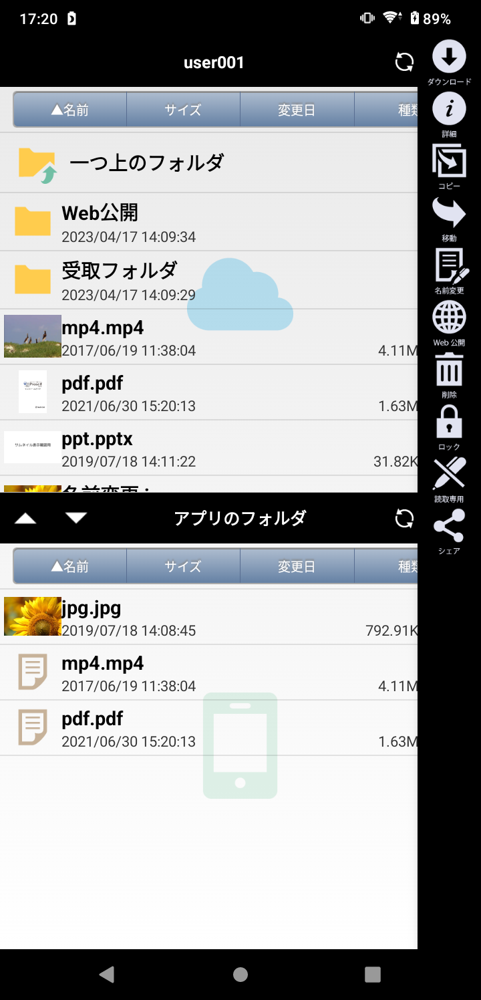 17:20
89%
user001
▲名前 サイズ 変更日 種類
一つ上のフォルダ
Web公開
2023/04/17 14:09:34
受取フォルダ
2023/04/17 14:09:29
mp4.mp4
2017/06/19 11:38:04 4.11M
pdf.pdf
2021/06/30 15:20:13 1.63M
Proself
ppt.pptx
2019/07/18 14:11:22 31.82K
サムネイル表示確認用
名前変更
アプリのフォルダ
▲名前 サイズ 変更日 種類
jpg.jpg
2019/07/18 14:08:45 792.91K
mp4.mp4
2017/06/19 11:38:04 4.11M
pdf.pdf
2021/06/30 15:20:13 1.63M
ダウンロード
詳細
コピー
移動
名前変更
Web 公開
削除
ロック
読取専用
シェア